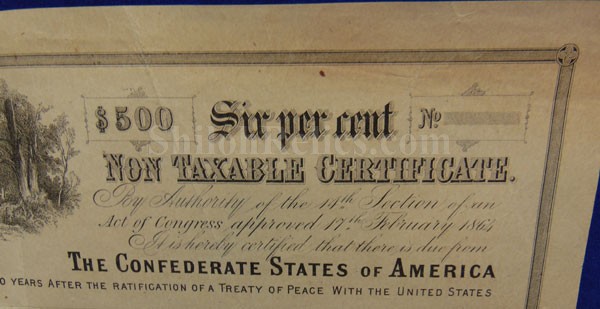 $500 Six per cent No
NON TAXABLE CERTIFICATE.
By Authority of the 14th Section of an
Act of Congress approved 17th February 1864
It is hereby certified that there is due from
THE CONFEDERATE STATES OF AMERICA
YEARS AFTER THE RATIFICATION OF A TREATY OF PEACE WITH THE UNITED STATES